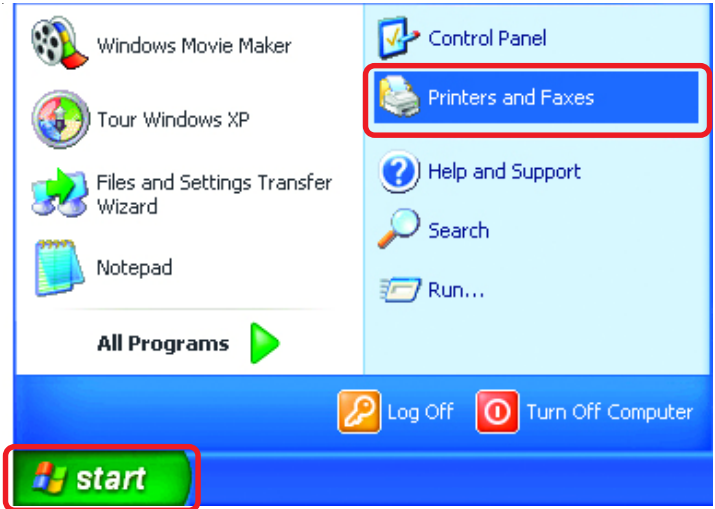 Windows Movie Maker
Tour Windows XP
Files and Settings Transfer
Wizard
Notepad
All Programs
Control Panel
Printers and Faxes
Help and Support
Search
Run...
Log Off
Turn Off Computer
start